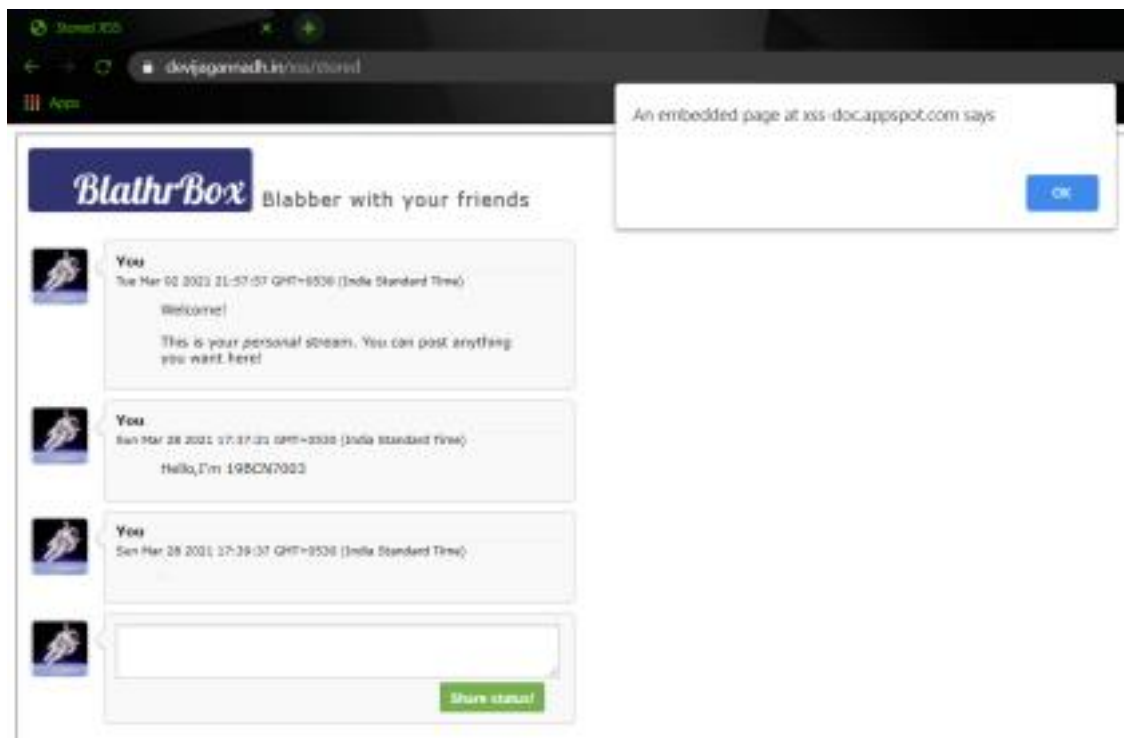 Stored XSS
devijagannadh.in/xss/stored
Apps
An embedded page at xss-doc.appspot.com says
OK
BlathrBox Blabber with your friends
You
Tue Mar 02 2021 21:57:57 GMT+0530 (India Standard Time)
Welcome!
This is your personal stream. You can post anything
you want here!
You
Sun Mar 28 2021 17:37:21 GMT+0530 (India Standard Time)
Hello,I'm 19BCN7003
You
Sun Mar 28 2021 17:39:37 GMT+0530 (India Standard Time)
Share status!